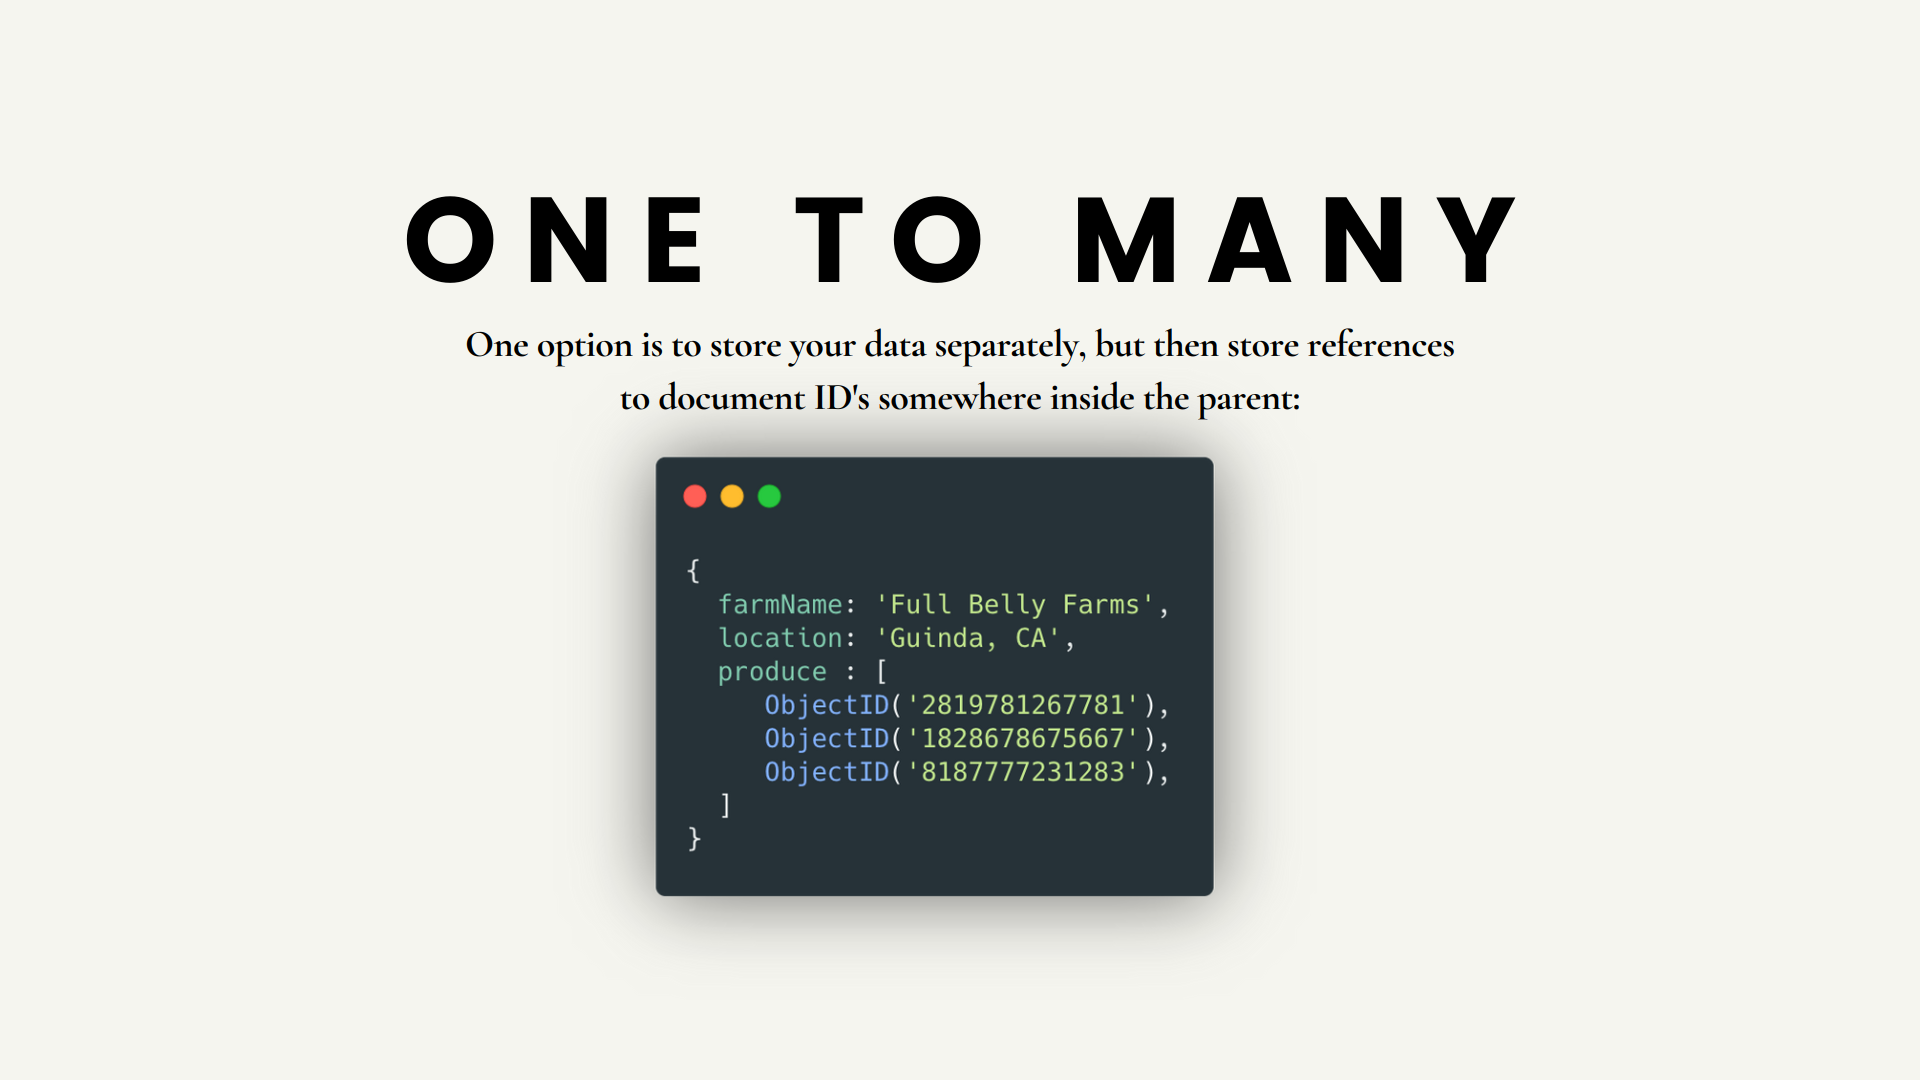 ONE TO MANY
One option is to store your data separately, but then store references
to document ID's somewhere inside the parent:
{
  farmName: 'Full Belly Farms',
  location: 'Guinda, CA',
  produce : [
     ObjectID('2819781267781'),
     ObjectID('1828678675667'),
     ObjectID('8187777231283'),
  ]
}